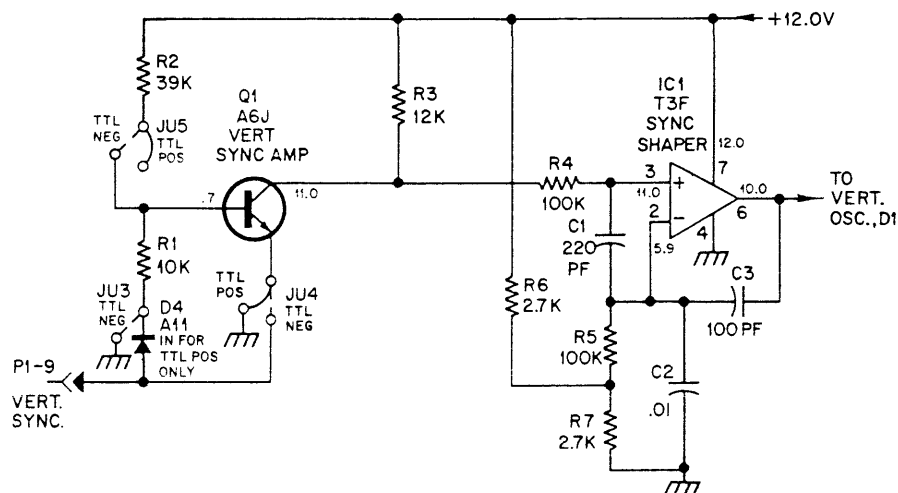 +12.0V
R2
39K
TTL
NEG
JU5
TTL
POS
Q1
A6J
VERT
SYNC AMP
.7
11.0
R3
12K
IC1
T3F
SYNC
SHAPER
12.0
7
R4
100K
3
+
11.0
2
-
5.9
4
10.0
6
TO
VERT.
OSC., D1
R1
10K
C1
220
PF
C3
100PF
JU3
TTL
NEG
D4
A11
IN FOR
TTL POS
ONLY
TTL
POS
JU4
TTL
NEG
R6
2.7K
R5
100K
C2
.01
R7
2.7K
P1-9
VERT.
SYNC.